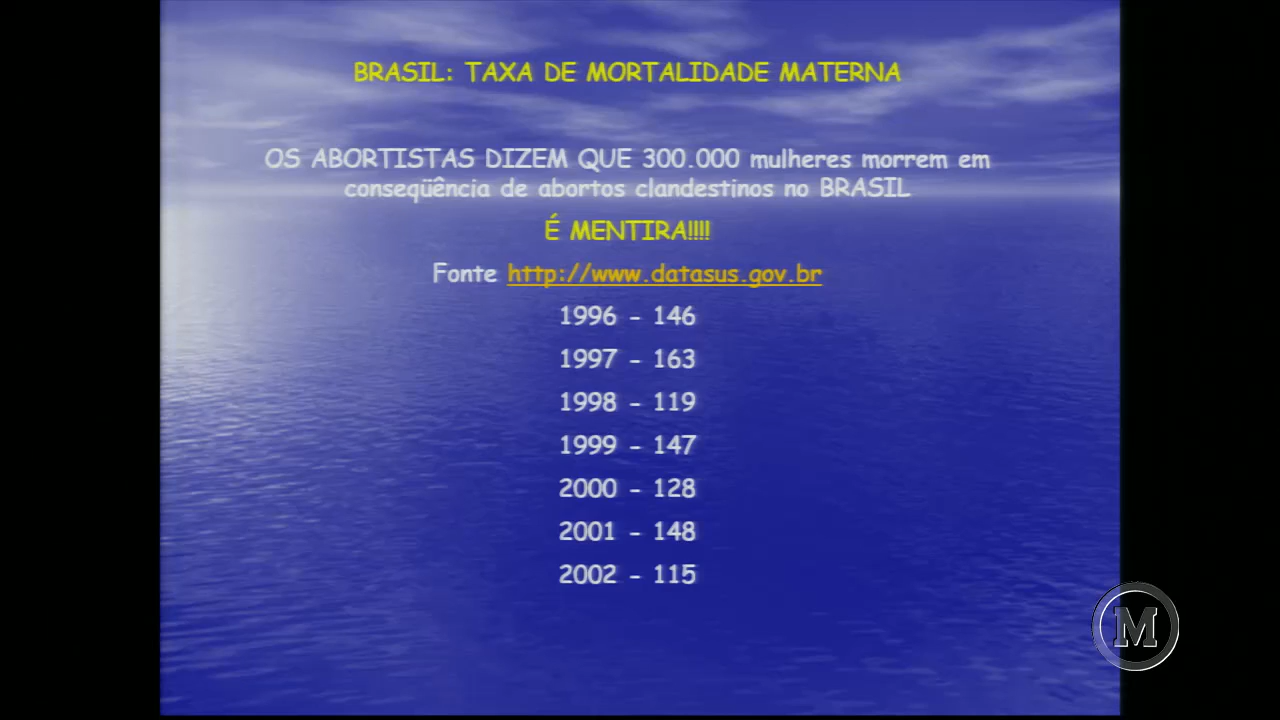 BRASIL: TAXA DE MORTALIDADE MATERNA
OS ABORTISTAS DIZEM QUE 300.000 mulheres morrem em
conseqüência de abortos clandestinos no BRASIL
É MENTIRA!!!!
Fonte http://www.datasus.gov.br
1996 - 146
1997 - 163
1998 - 119
1999 - 147
2000 - 128
2001 - 148
2002 - 115
M